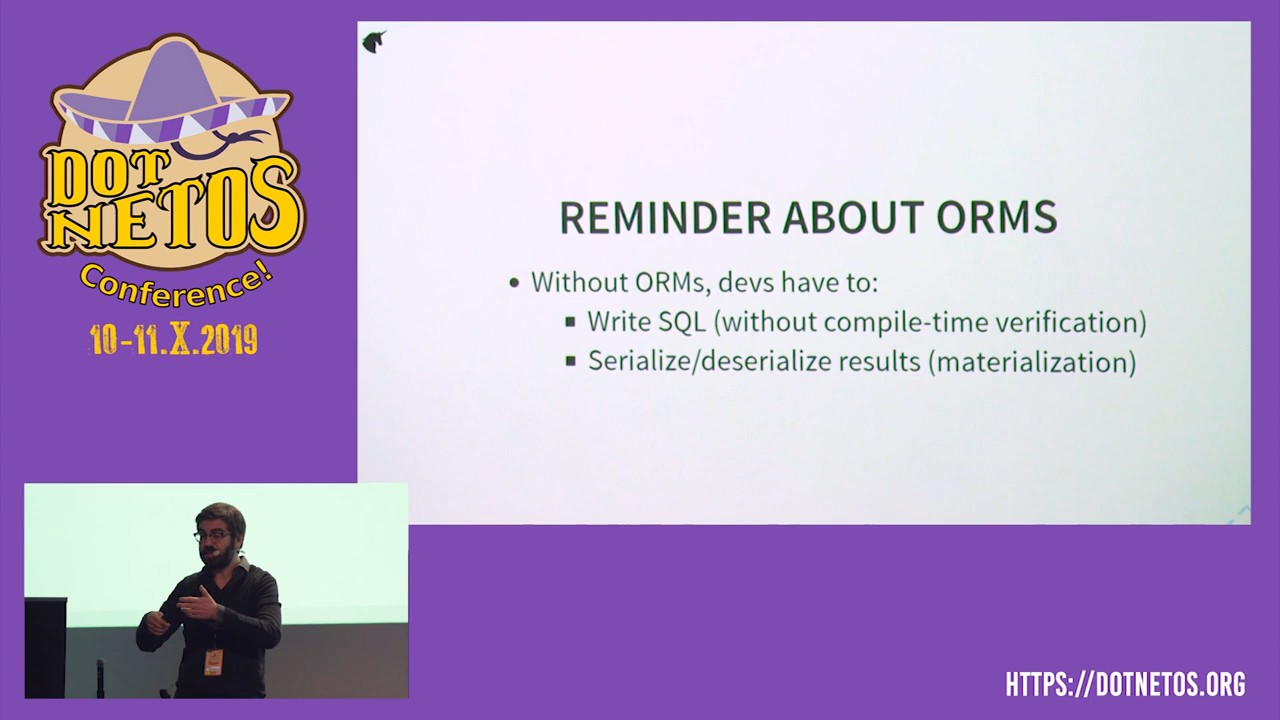 DOT
NETOS
Conference!
10-11.X.2019
REMINDER ABOUT ORMS
• Without ORMs, devs have to:
▪ Write SQL (without compile-time verification)
▪ Serialize/deserialize results (materialization)
HTTPS://DOTNETOS.ORG